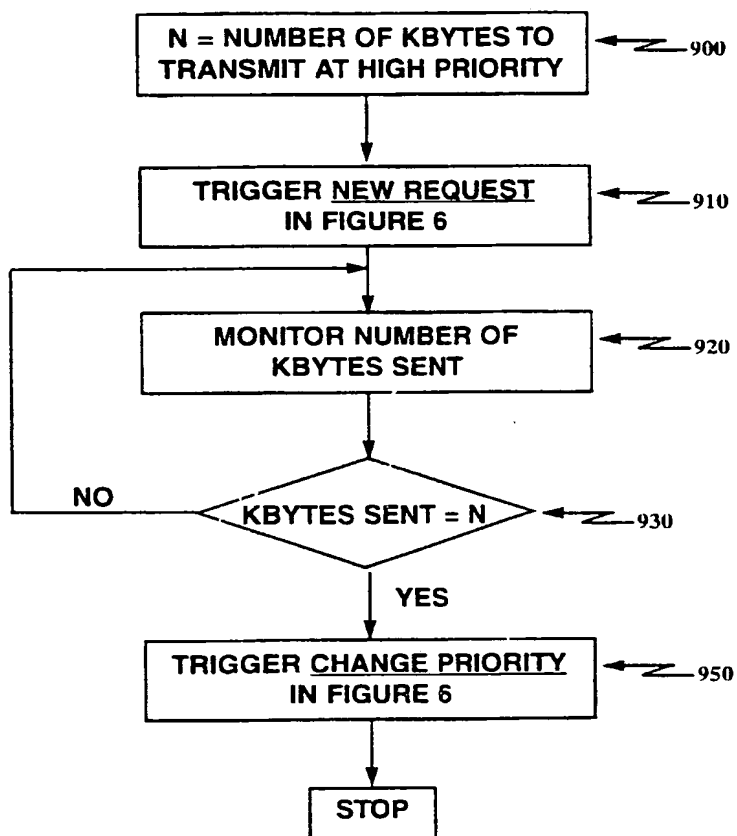 N = NUMBER OF KBYTES TO
TRANSMIT AT HIGH PRIORITY
900
TRIGGER NEW REQUEST
IN FIGURE 6
910
MONITOR NUMBER OF
KBYTES SENT
920
NO
KBYTES SENT = N
930
YES
TRIGGER CHANGE PRIORITY
IN FIGURE 6
950
STOP